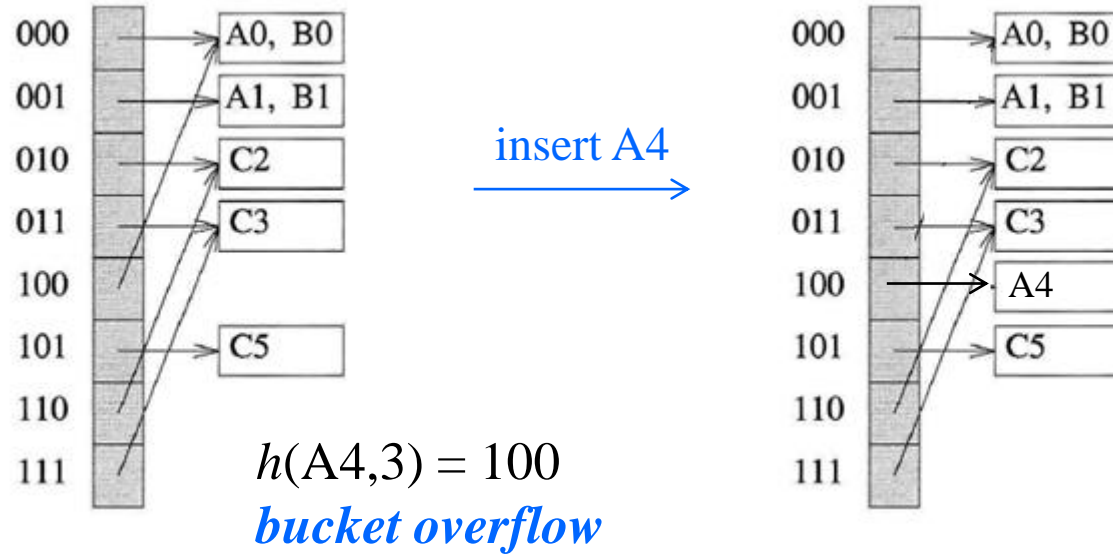 000 A0, B0
001 A1, B1
010 C2
011 C3
100
101 C5
110
111
insert A4
h(A4,3) = 100
bucket overflow
000 A0, B0
001 A1, B1
010 C2
011 C3
100 A4
101 C5
110
111